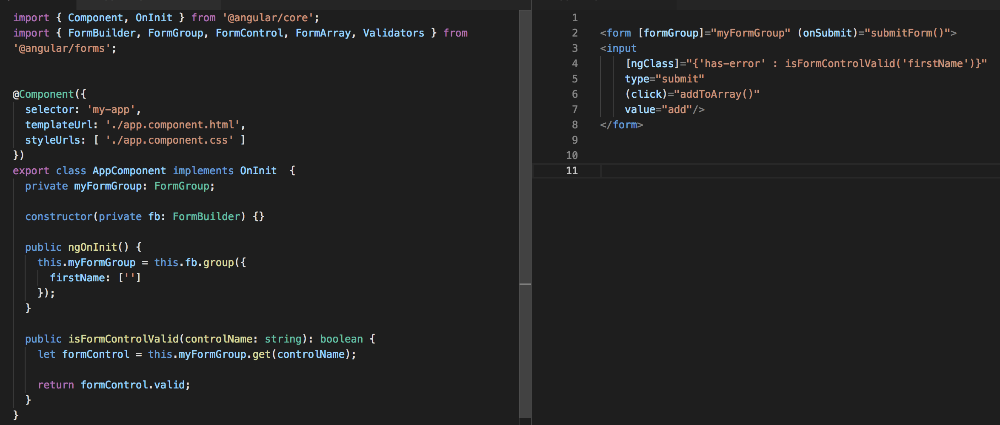 import { Component, OnInit } from '@angular/core';
import { FormBuilder, FormGroup, FormControl, FormArray, Validators } from
'@angular/forms';
@Component({
  selector: 'my-app',
  templateUrl: './app.component.html',
  styleUrls: [ './app.component.css' ]
})
export class AppComponent implements OnInit  {
  private myFormGroup: FormGroup;
  constructor(private fb: FormBuilder) {}
  public ngOnInit() {
    this.myFormGroup = this.fb.group({
      firstName: ['']
    });
  }
  public isFormControlValid(controlName: string): boolean {
    let formControl = this.myFormGroup.get(controlName);
    return formControl.valid;
  }
}
1
2 <form [formGroup]="myFormGroup" (onSubmit)="submitForm()">
3 <input
4     [ngClass]="{'has-error' : isFormControlValid('firstName')}"
5     type="submit"
6     (click)="addToArray()"
7     value="add"/>
8 </form>
9
10
11